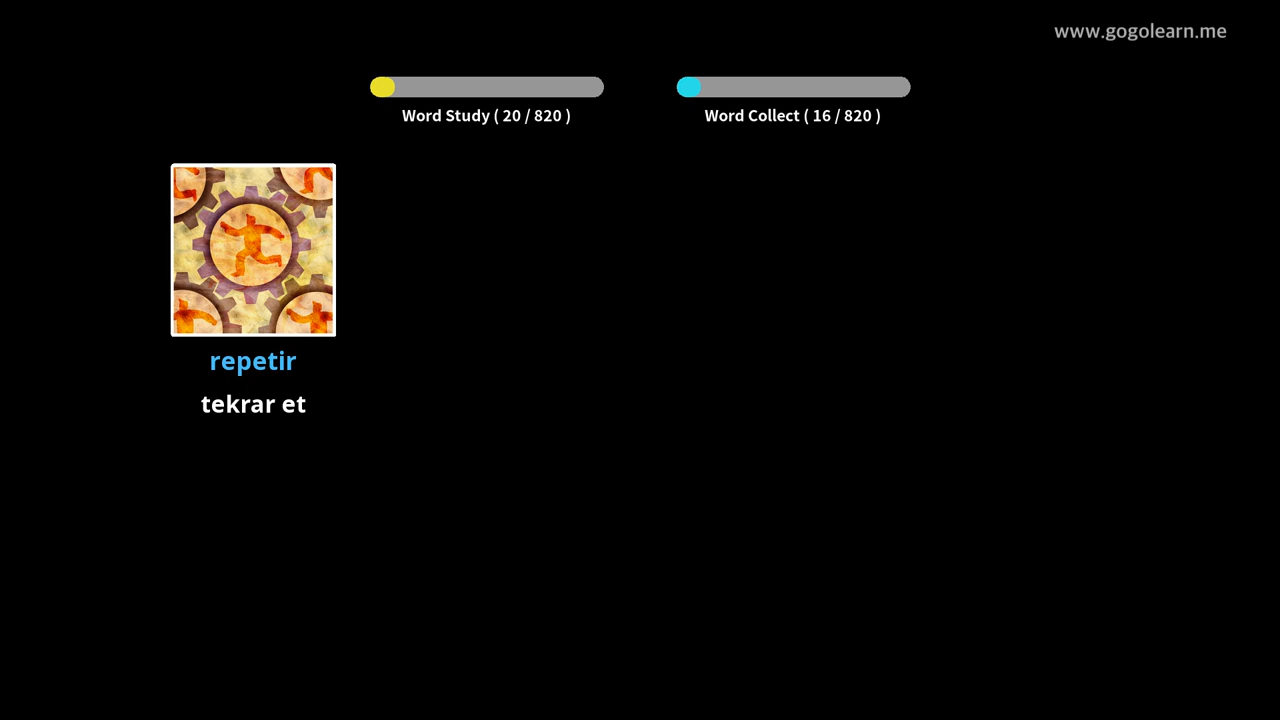 www.gogolearn.me
Word Study ( 20 / 820 )
Word Collect ( 16 / 820 )
repetir
tekrar et